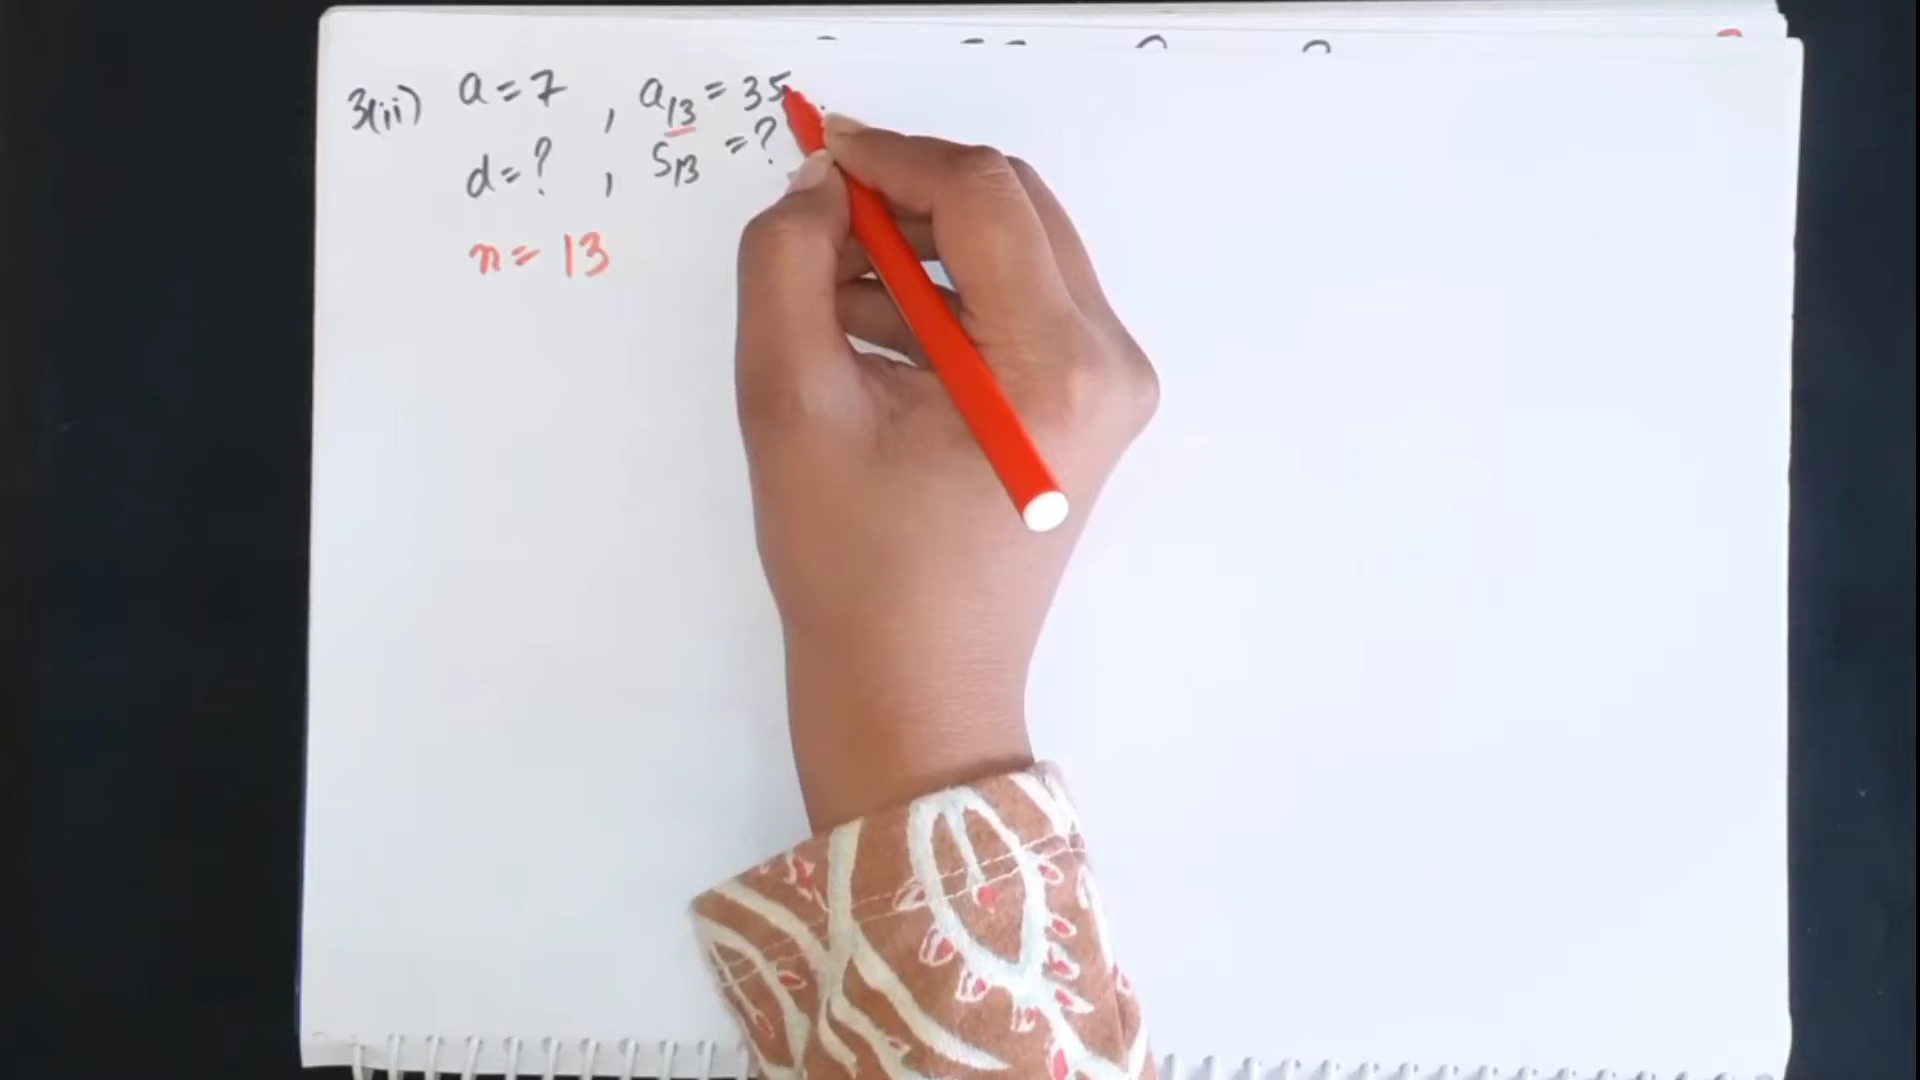 3(ii) a = 7 , a13 = 35
d = ? , S13 = ?
n = 13